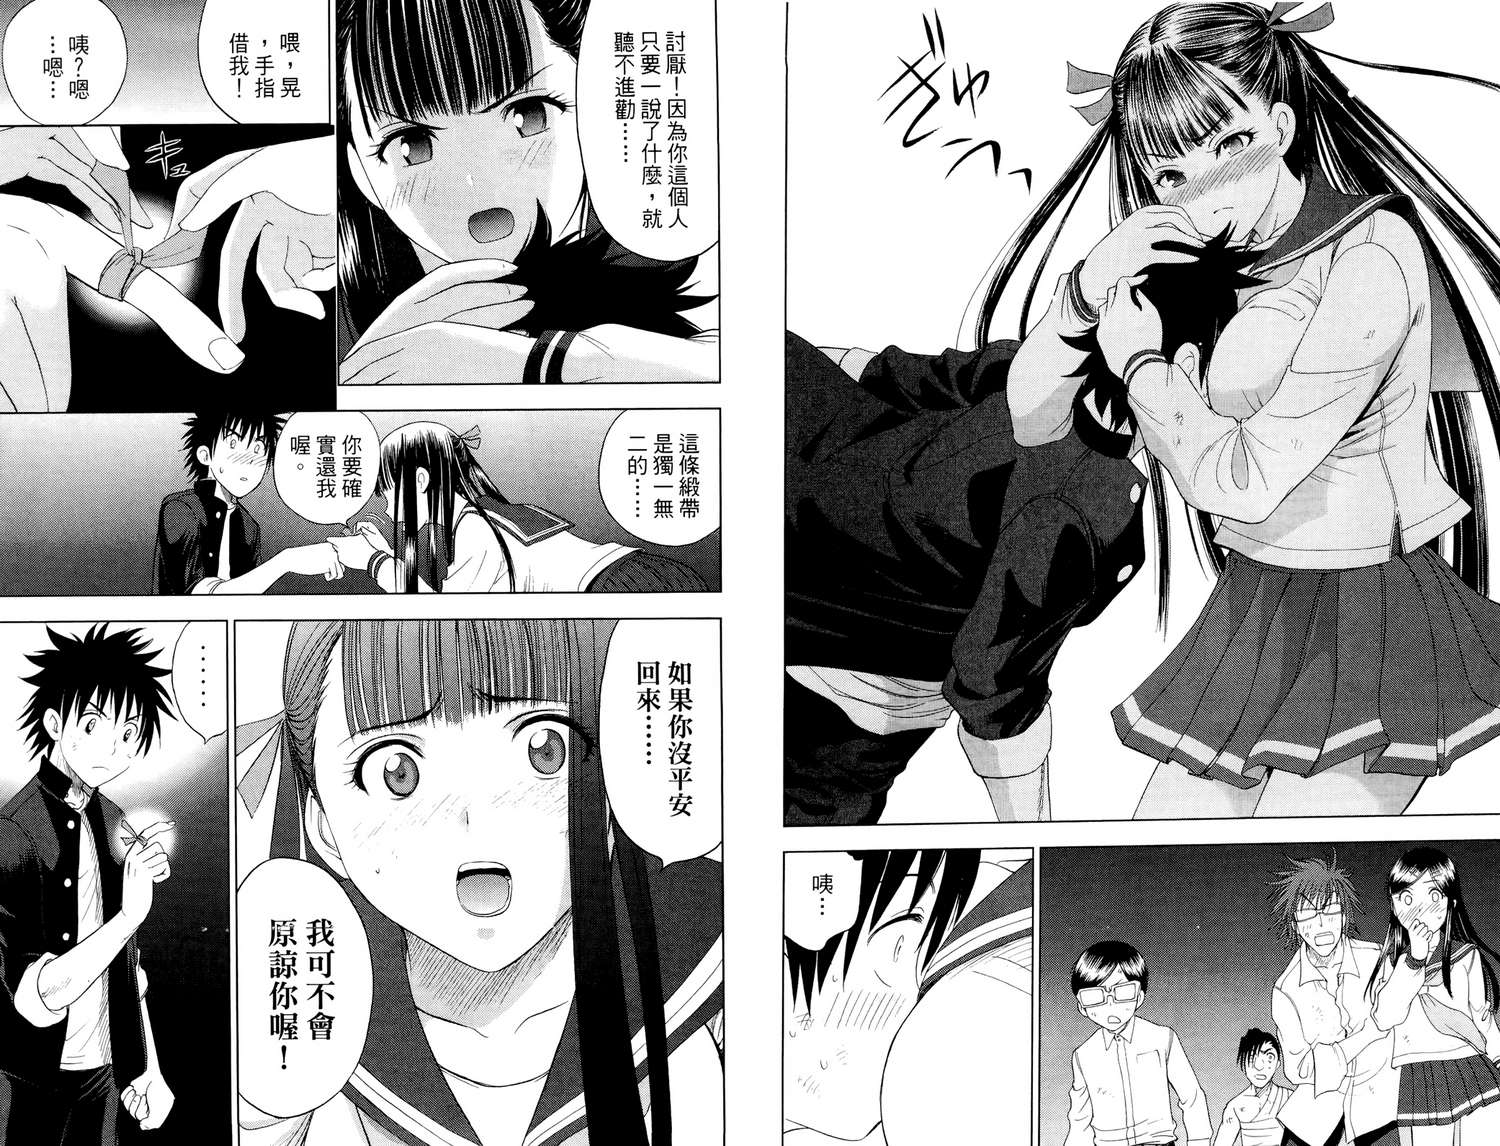 ぎゅうっ
咦…
討厭！因為你這個人
只要一說了什麼，就
聽不進勸……
喂，晃
，手指
借我！
咦？嗯
…嗯…
キュ
這條緞帶
是獨一無
二的……
你要確
實還我
喔。
如果你沒平安
回來……
我可不會
原諒你喔！
……